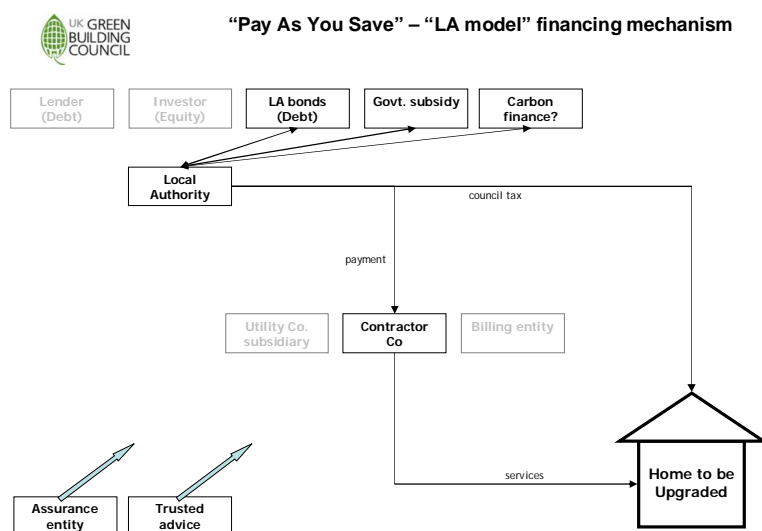 UK GREEN
BUILDING
COUNCIL
“Pay As You Save” – “LA model” financing mechanism
Lender
(Debt)
Investor
(Equity)
LA bonds
(Debt)
Govt. subsidy
Carbon
finance?
Local
Authority
council tax
payment
Utility Co.
subsidiary
Contractor
Co
Billing entity
services
Home to be
Upgraded
Assurance
entity
Trusted
advice